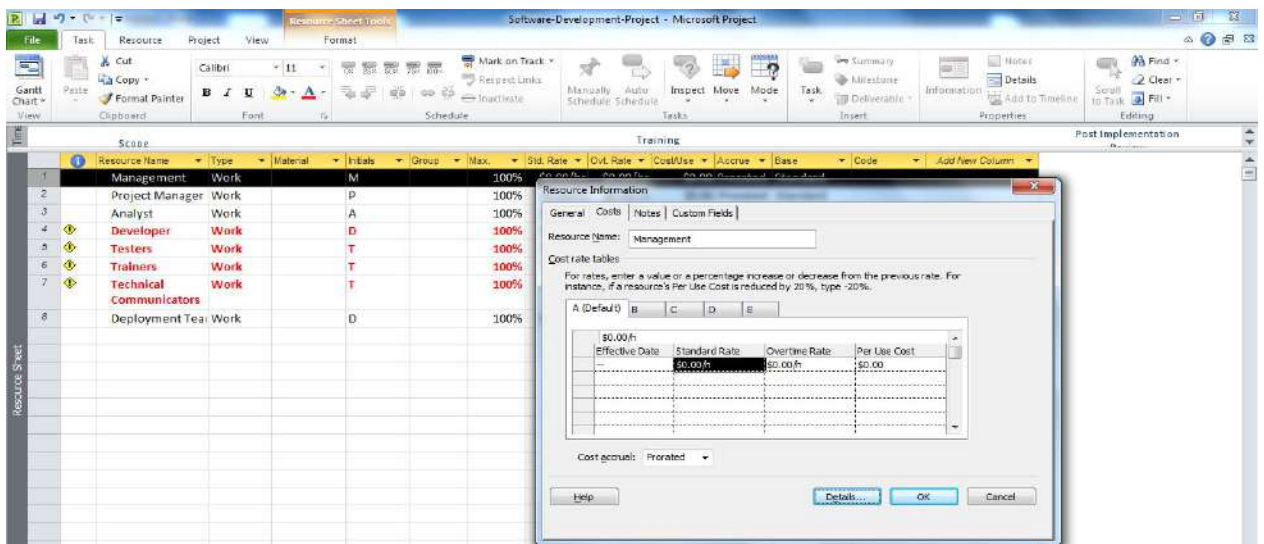 Resource Sheet Tools
Software-Development-Project - Microsoft Project
File Task Resource Project View Format
Gantt Chart
View
Paste
Cut
Copy
Format Painter
Clipboard
Calibri 11
B I U A
Font
Mark on Track
Respect Links
Inactivate
Schedule
Manually Schedule
Auto Schedule
Inspect
Move
Mode
Tasks
Task
Summary
Milestone
Deliverable
Insert
Information
Notes
Details
Add to Timeline
Properties
Scroll to Task
Find
Clear
Fill
Editing
Scope
Training
Post Implementation
Resource Name Type Material Initials Group Max. Std. Rate Ovt. Rate Cost/Use Accrue Base Code Add New Column
1 Management Work M 100%
2 Project Manager Work P 100%
3 Analyst Work A 100%
4 Developer Work D 100%
5 Testers Work T 100%
6 Trainers Work T 100%
7 Technical Work T 100%
Communicators
8 Deployment Tea Work D 100%
Resource Sheet
Resource Information
General Costs Notes Custom Fields
Resource Name: Management
Cost rate tables
For rates, enter a value or a percentage increase or decrease from the previous rate. For
instance, if a resource's Per Use Cost is reduced by 20%, type -20%.
A (Default) B C D E
$0.00/h
Effective Date Standard Rate Overtime Rate Per Use Cost
-- $0.00/h $0.00/h $0.00
Cost accrual: Prorated
Help Details... OK Cancel